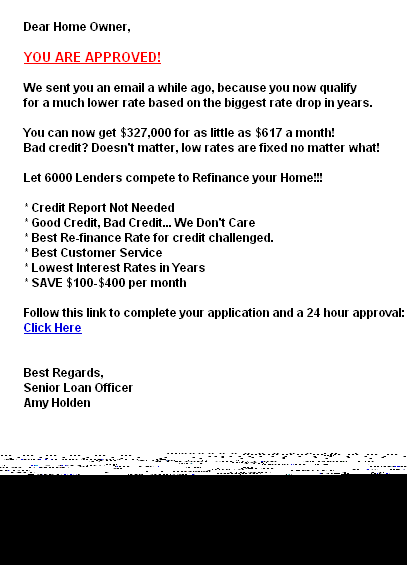 Dear Home Owner,
YOU ARE APPROVED!
We sent you an email a while ago, because you now qualify
for a much lower rate based on the biggest rate drop in years.
You can now get $327,000 for as little as $617 a month!
Bad credit? Doesn't matter, low rates are fixed no matter what!
Let 6000 Lenders compete to Refinance your Home!!!
* Credit Report Not Needed
* Good Credit, Bad Credit... We Don't Care
* Best Re-finance Rate for credit challenged.
* Best Customer Service
* Lowest Interest Rates in Years
* SAVE $100-$400 per month
Follow this link to complete your application and a 24 hour approval:
Click Here
Best Regards,
Senior Loan Officer
Amy Holden